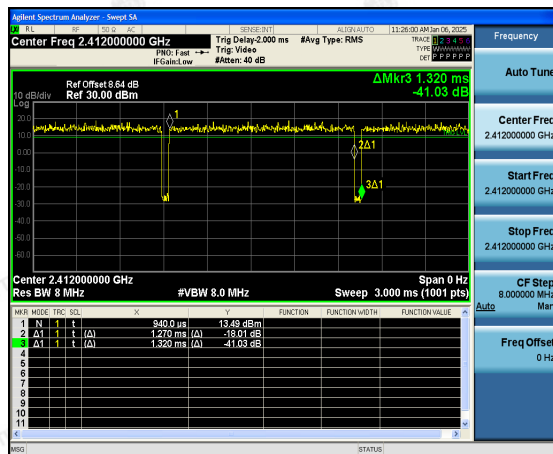 Agilent Spectrum Analyzer - Swept SA
RL RF 50 Ω AC SENSE:INT ALIGNAUTO 11:26:00 AM Jan 06, 2025
Center Freq 2.412000000 GHz Trig Delay-2.000 ms #Avg Type: RMS TRACE 1 2 3 4 5 6
PNO: Fast Trig: Video TYPE
IFGain:Low #Atten: 40 dB DET P P P P P P
ΔMkr3 1.320 ms
Ref Offset 8.64 dB
10 dB/div Ref 30.00 dBm -41.03 dB
Log
20.0
10.0
0.00
-10.0
-20.0
-30.0
-40.0
-50.0
-60.0
1
2Δ1
3Δ1
Center 2.412000000 GHz Span 0 Hz
Res BW 8 MHz #VBW 8.0 MHz Sweep 3.000 ms (1001 pts)
MKR MODE TRC SCL X Y FUNCTION FUNCTION WIDTH FUNCTION VALUE
1 N 1 t 940.0 us 13.49 dBm
2 Δ1 1 t (Δ) 1.270 ms (Δ) -18.01 dB
3 Δ1 1 t (Δ) 1.320 ms (Δ) -41.03 dB
4
5
6
7
8
9
10
11
MSG STATUS
Frequency
Auto Tune
Center Freq
2.412000000 GHz
Start Freq
2.412000000 GHz
Stop Freq
2.412000000 GHz
CF Step
8.000000 MHz
Auto Man
Freq Offset
0 Hz